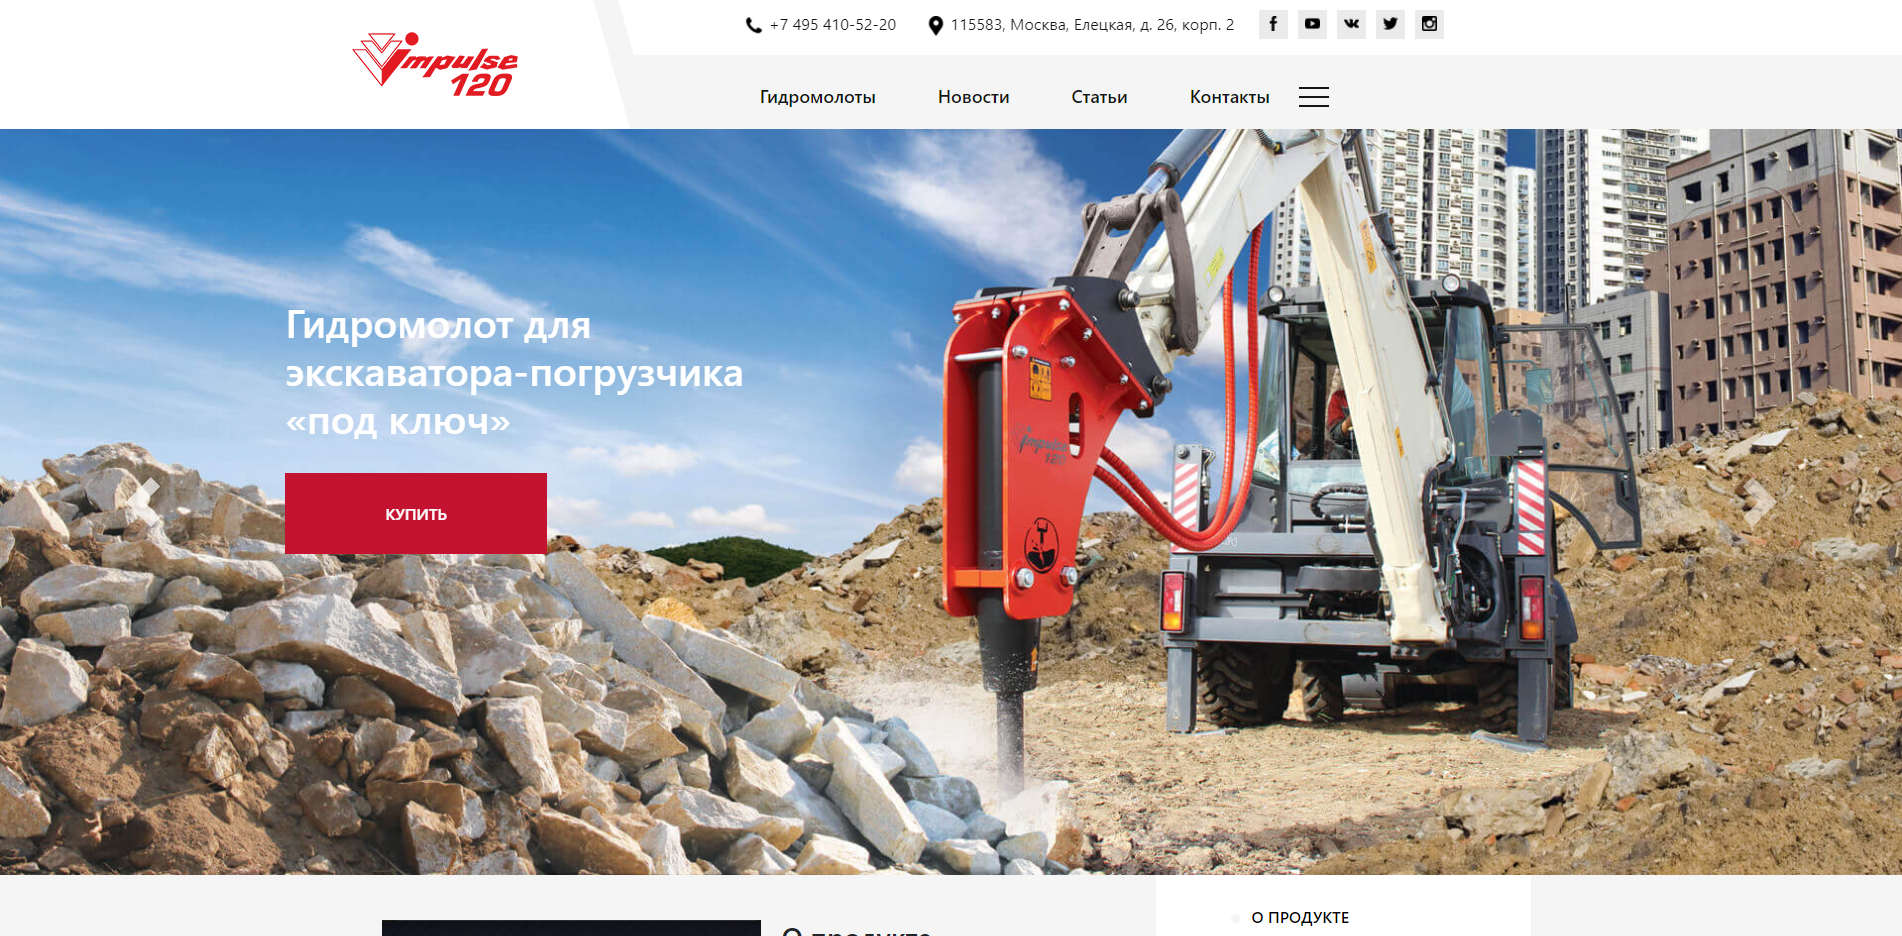 impulse
120
+7 495 410-52-20
115583, Москва, Елецкая, д. 26, корп. 2
Гидромолоты
Новости
Статьи
Контакты
Гидромолот для
экскаватора-погрузчика
«под ключ»
КУПИТЬ
impulse
120
О продукте
О ПРОДУКТЕ